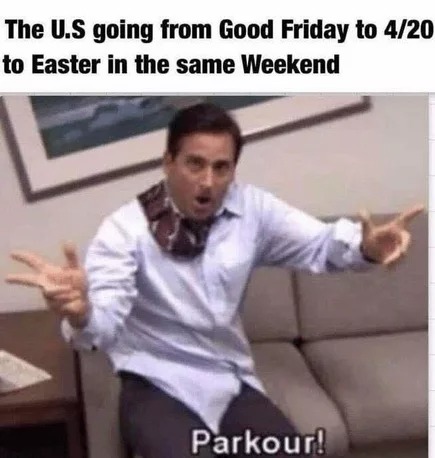 The U.S going from Good Friday to 4/20
to Easter in the same Weekend
Parkour!